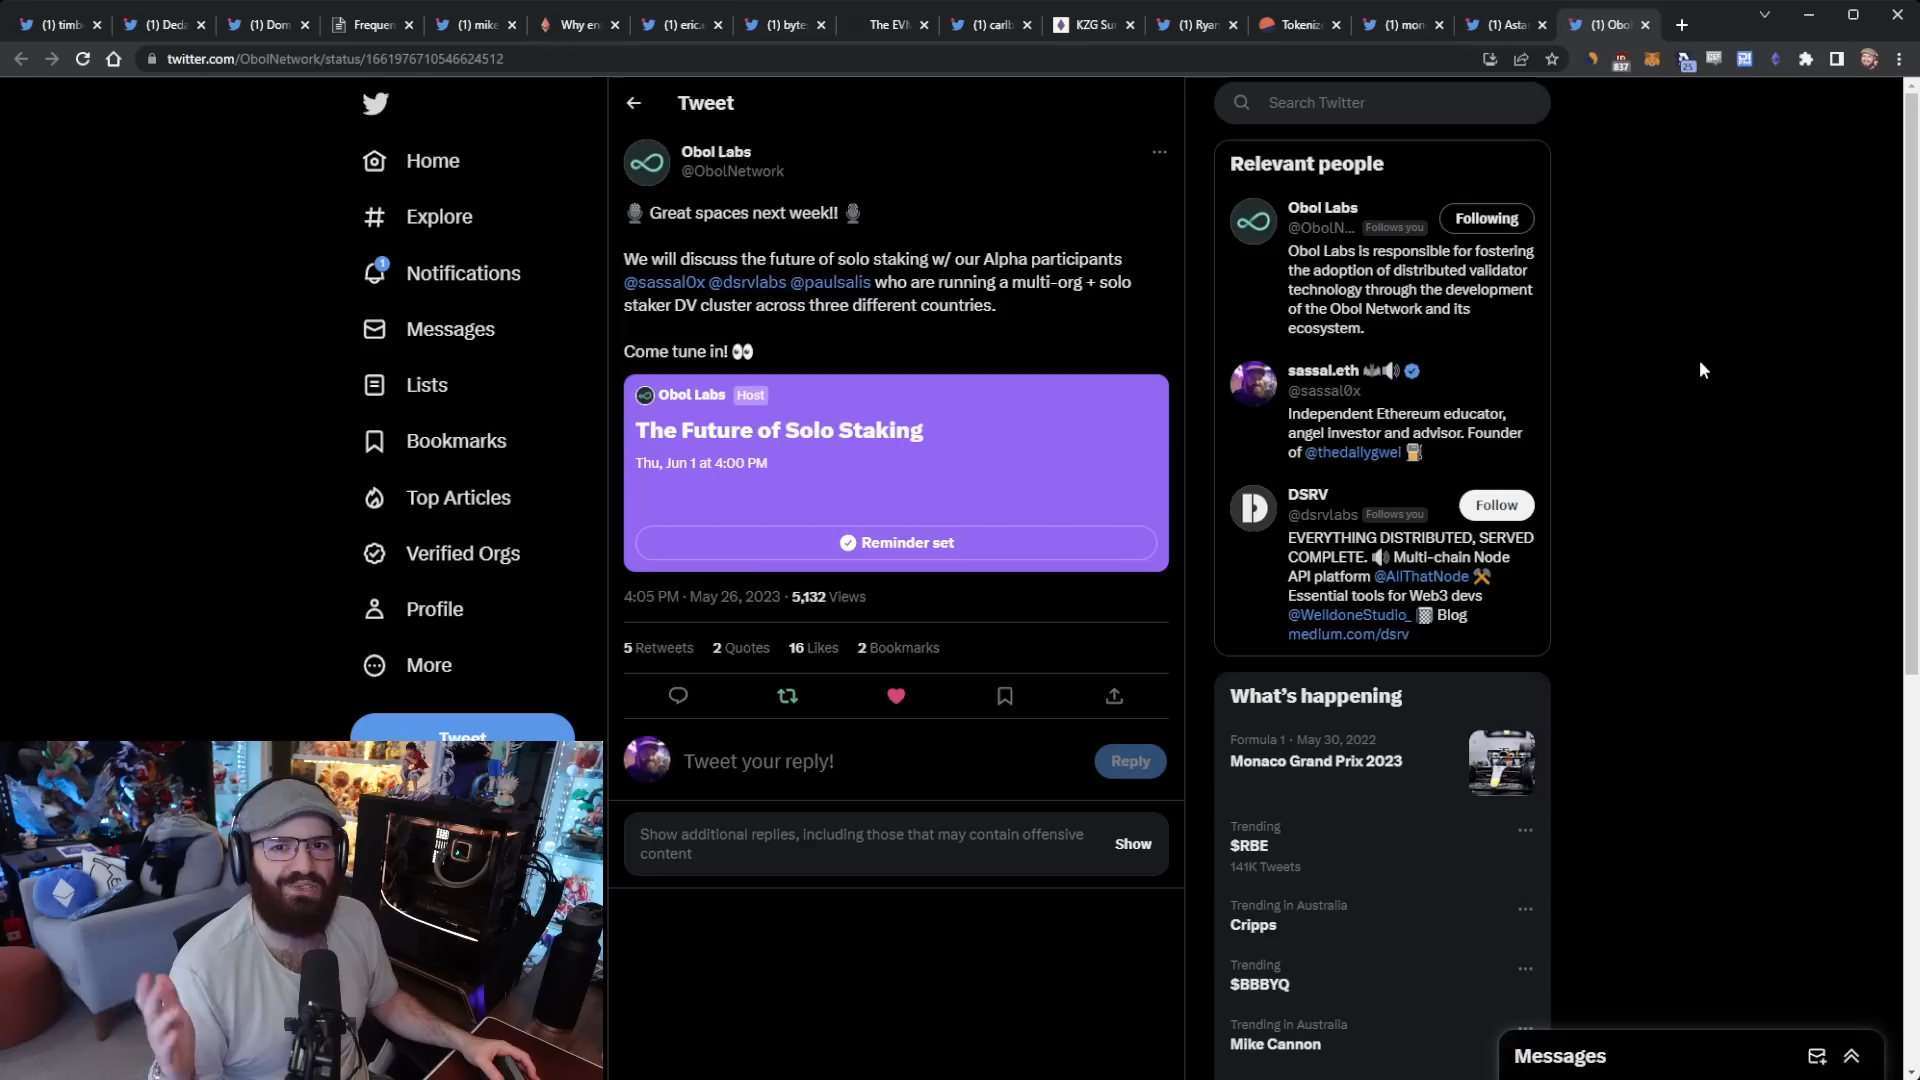 (1) timb
(1) Deda
(1) Dom
Frequen
(1) mike
Why en
(1) eric.
(1) byte
The EVM
(1) carlb
KZG Su
(1) Ryan
Tokeniz
(1) mon
(1) Asta
(1) Obol
twitter.com/ObolNetwork/status/1661976710546624512
837
25
Home
Explore
1
Notifications
Messages
Lists
Bookmarks
Top Articles
Verified Orgs
Profile
More
Tweet
Tweet
Obol Labs
@ObolNetwork
Great spaces next week!!
We will discuss the future of solo staking w/ our Alpha participants
@sassal0x @dsrvlabs @paulsalis who are running a multi-org + solo
staker DV cluster across three different countries.
Come tune in!
Obol Labs Host
The Future of Solo Staking
Thu, Jun 1 at 4:00 PM
Reminder set
4:05 PM · May 26, 2023 · 5,132 Views
5 Retweets 2 Quotes 16 Likes 2 Bookmarks
Tweet your reply!
Reply
Show additional replies, including those that may contain offensive
content
Show
Search Twitter
Relevant people
Obol Labs
@ObolN... Follows you
Following
Obol Labs is responsible for fostering
the adoption of distributed validator
technology through the development
of the Obol Network and its
ecosystem.
sassal.eth
@sassal0x
Independent Ethereum educator,
angel investor and advisor. Founder
of @thedailygwei
DSRV
@dsrvlabs Follows you
Follow
EVERYTHING DISTRIBUTED, SERVED
COMPLETE. Multi-chain Node
API platform @AllThatNode
Essential tools for Web3 devs
@WelldoneStudio_ Blog
medium.com/dsrv
What's happening
Formula 1 · May 30, 2022
Monaco Grand Prix 2023
Trending
$RBE
141K Tweets
Trending in Australia
Cripps
Trending
$BBBYQ
Trending in Australia
Mike Cannon
Messages